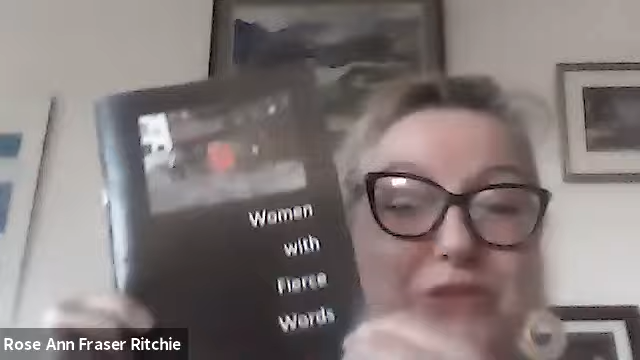 Women
with
Fierce
Words
Rose Ann Fraser Ritchie